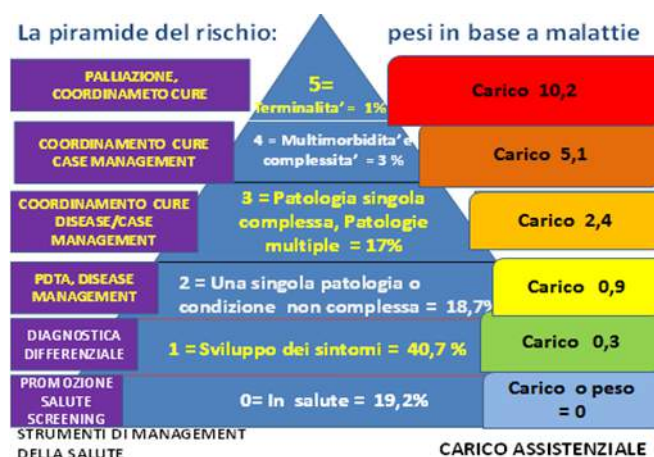 La piramide del rischio:
pesi in base a malattie
PALLIAZIONE,
COORDINAMETO CURE
5=
Terminalita' = 1%
Carico 10,2
COORDINAMENTO CURE
CASE MANAGEMENT
4 = Multimorbidita' e
complessita' = 3 %
Carico 5,1
COORDINAMENTO CURE
DISEASE/CASE
MANAGEMENT
3 = Patologia singola
complessa, Patologie
multiple = 17%
Carico 2,4
PDTA, DISEASE
MANAGEMENT
2 = Una singola patologia o
condizione non complessa = 18,7%
Carico 0,9
DIAGNOSTICA
DIFFERENZIALE
1 = Sviluppo dei sintomi = 40,7 %
Carico 0,3
PROMOZIONE
SALUTE
SCREENING
0= In salute = 19,2%
Carico o peso
= 0
STRUMENTI DI MANAGEMENT
DELLA SALUTE
CARICO ASSISTENZIALE